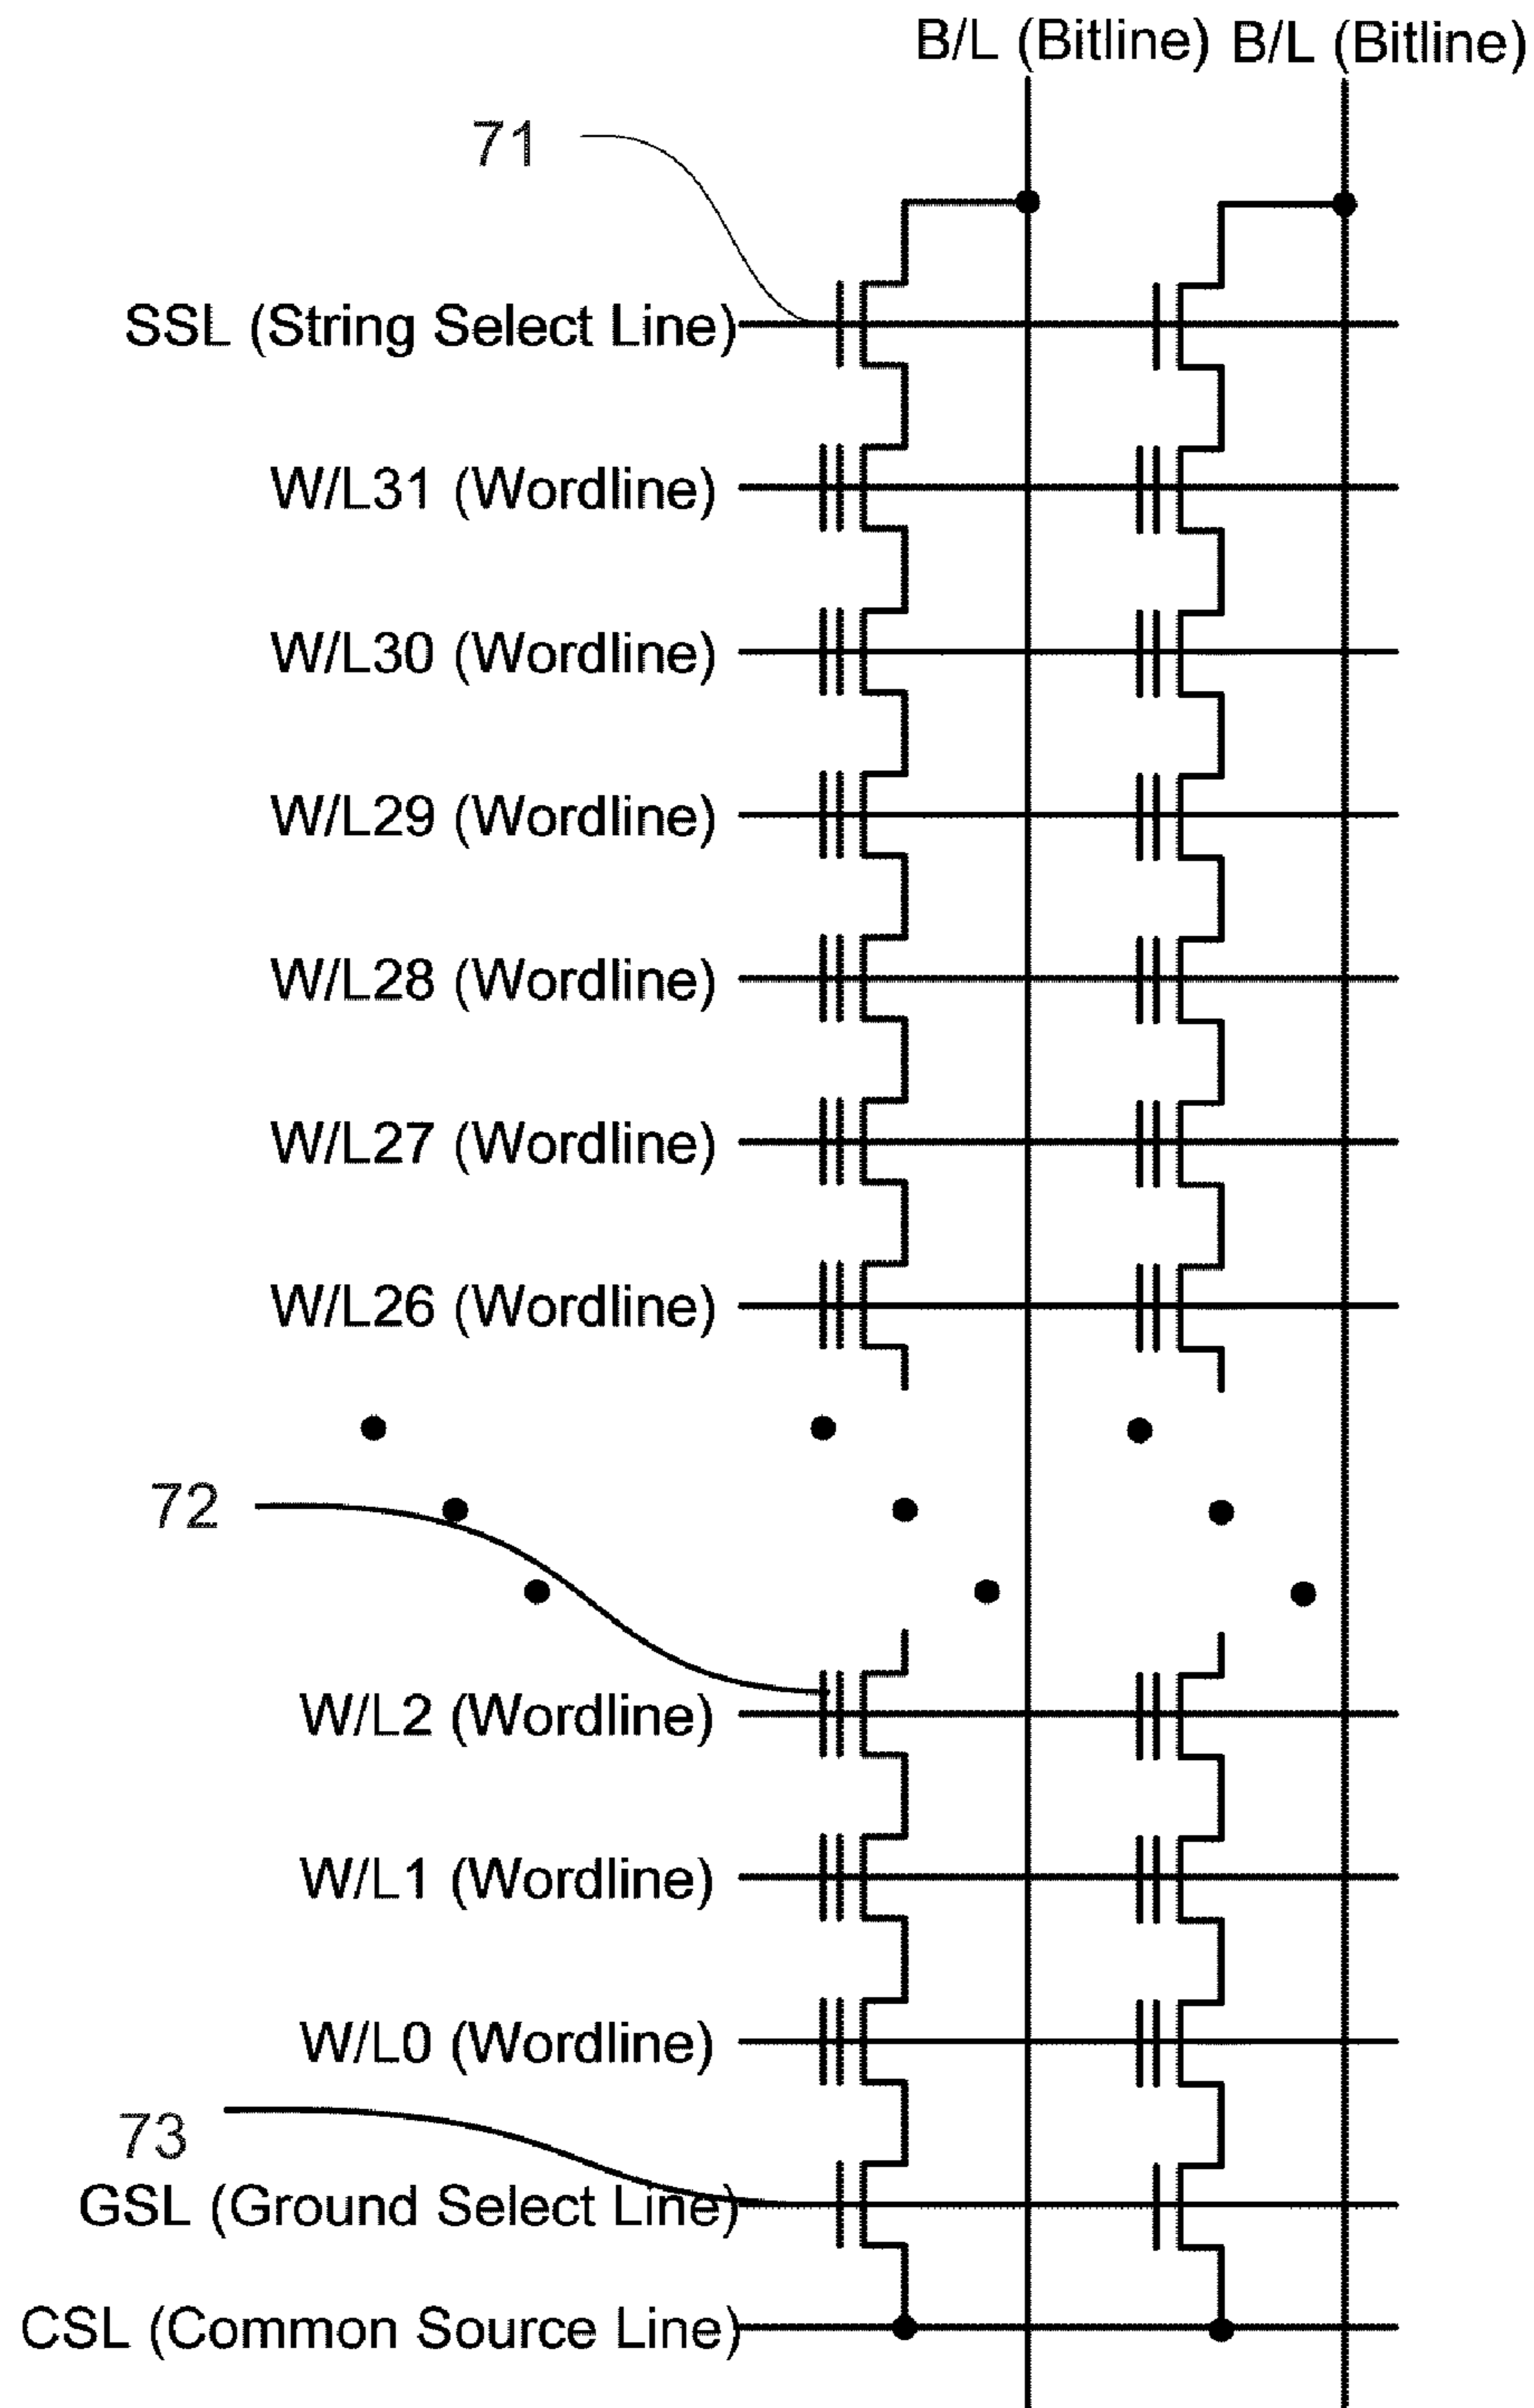 B/L (Bitline) B/L (Bitline)
71
SSL (String Select Line)
W/L31 (Wordline)
W/L30 (Wordline)
W/L29 (Wordline)
W/L28 (Wordline)
W/L27 (Wordline)
W/L26 (Wordline)
72
W/L2 (Wordline)
W/L1 (Wordline)
W/L0 (Wordline)
73
GSL (Ground Select Line)
CSL (Common Source Line)